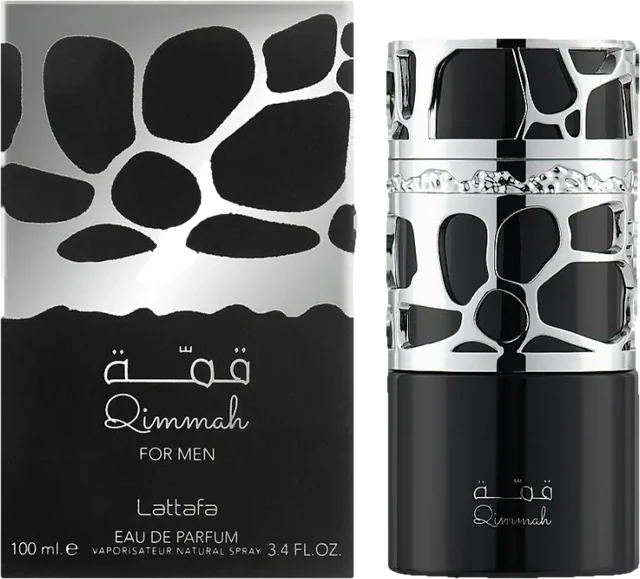 قمّة
Qimmah
FOR MEN
Lattafa
EAU DE PARFUM
100 ml. e VAPORISATEUR NATURAL SPRAY 3.4 FL.OZ.
قمّة
Qimmah